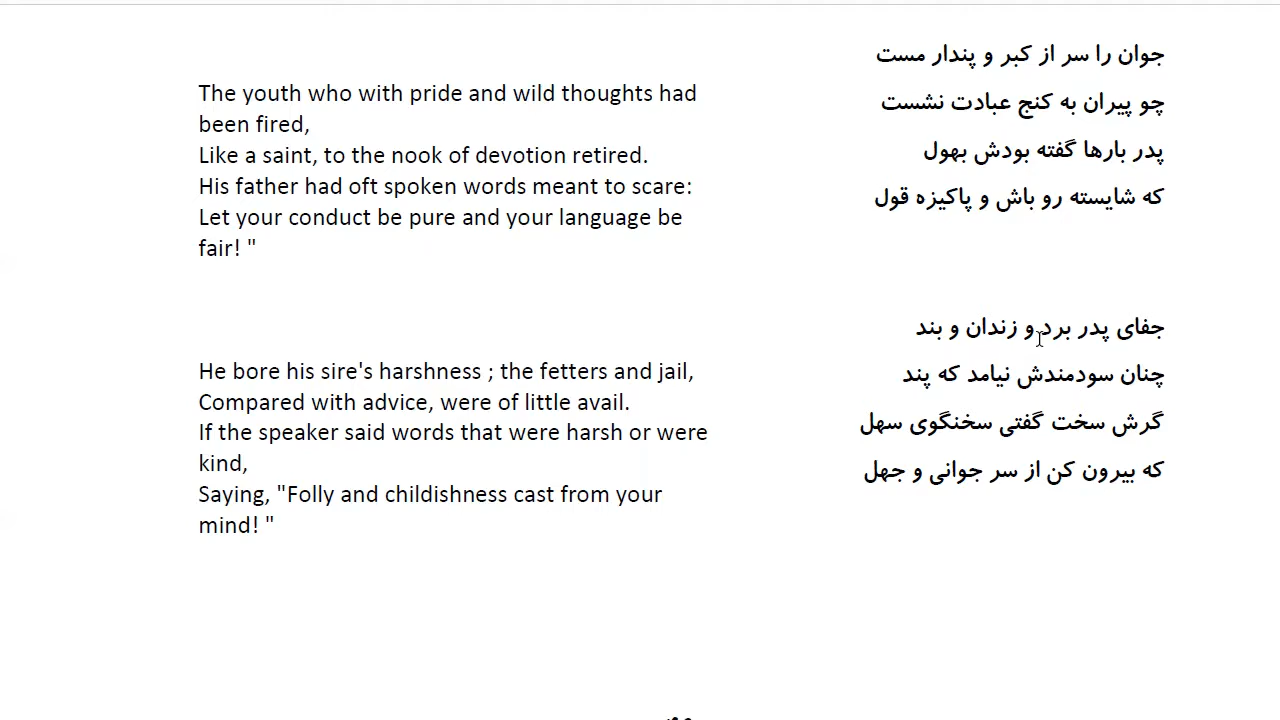 جوان را سر از کبر و پندار مست
چو پیران به کنج عبادت نشست
پدر بارها گفته بودش بهول
که شایسته رو باش و پاکیزه قول
The youth who with pride and wild thoughts had
been fired,
Like a saint, to the nook of devotion retired.
His father had oft spoken words meant to scare:
Let your conduct be pure and your language be
fair! "
جفای پدر برد و زندان و بند
چنان سودمندش نیامد که پند
گرش سخت گفتی سخنگوی سهل
که بیرون کن از سر جوانی و جهل
He bore his sire's harshness ; the fetters and jail,
Compared with advice, were of little avail.
If the speaker said words that were harsh or were
kind,
Saying, "Folly and childishness cast from your
mind! "